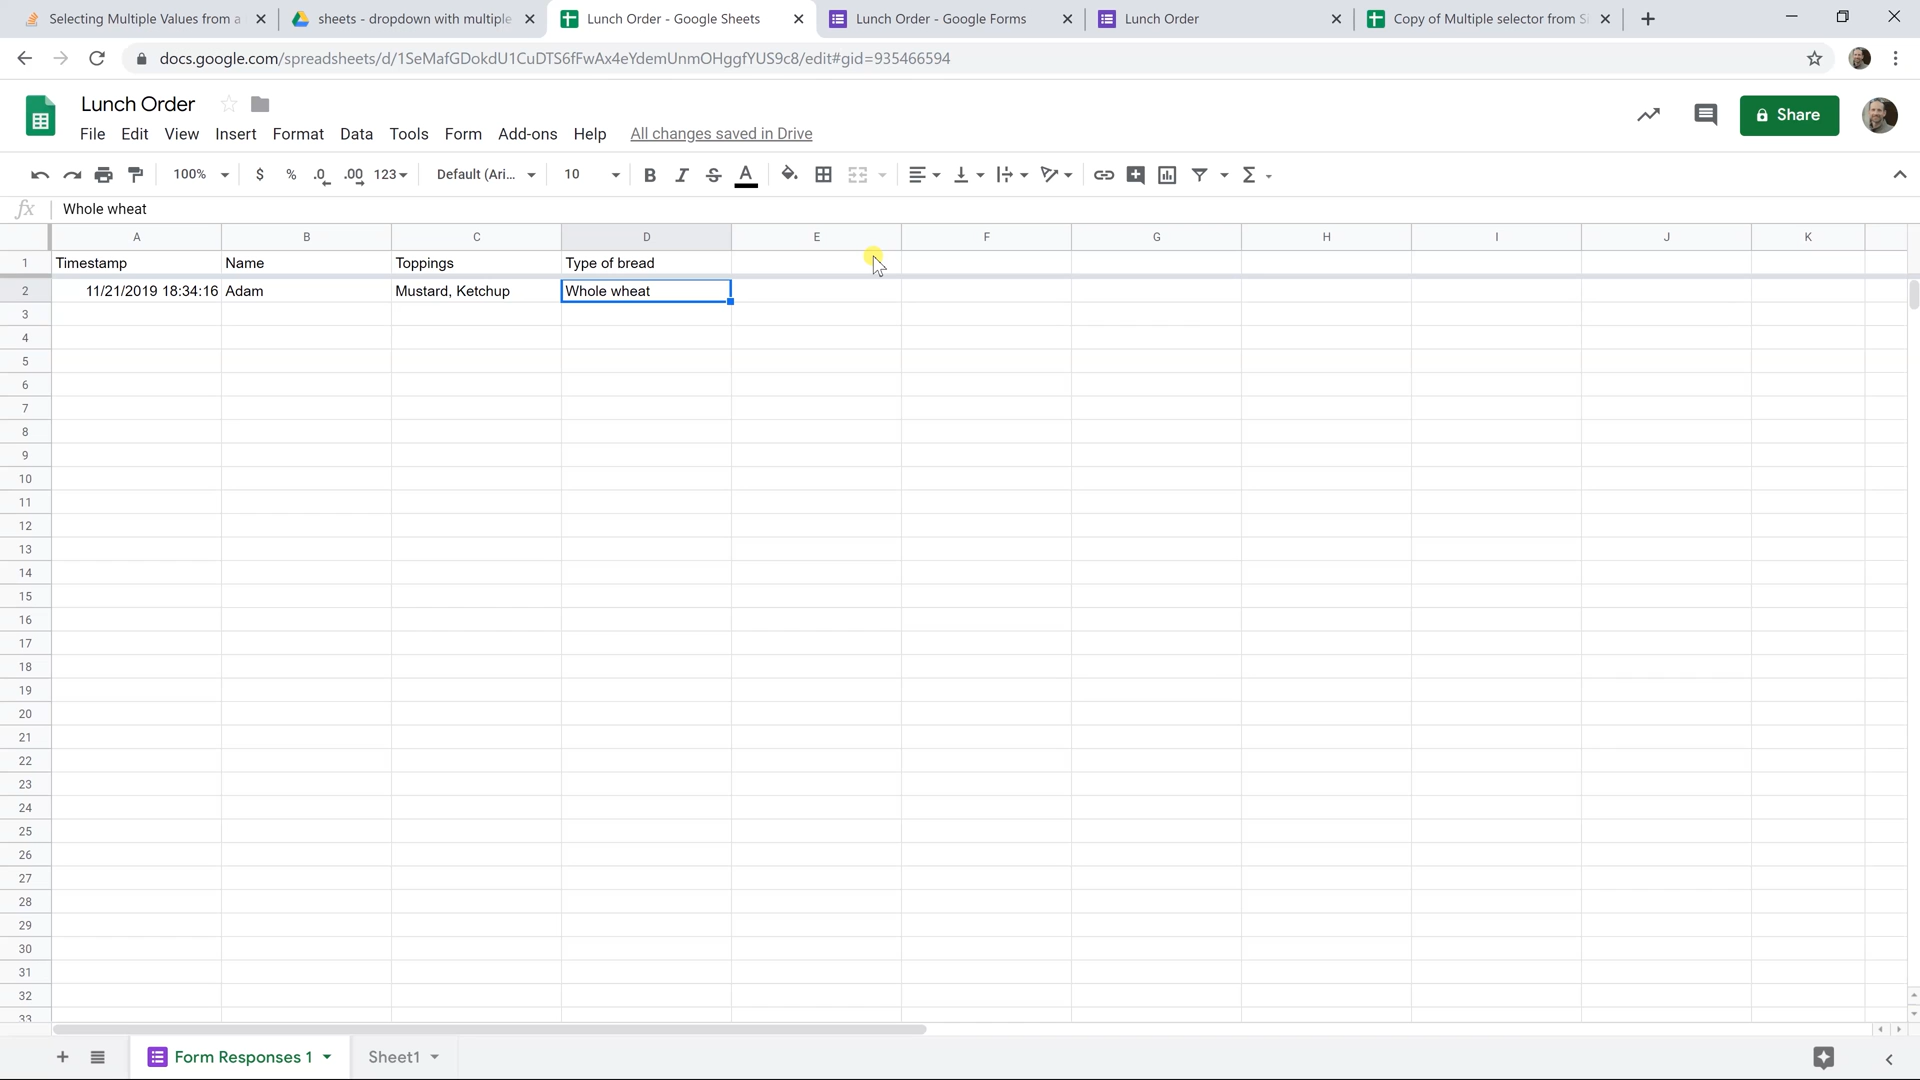 Selecting Multiple Values from a
sheets - dropdown with multiple
Lunch Order - Google Sheets
Lunch Order - Google Forms
Lunch Order
Copy of Multiple selector from Si
docs.google.com/spreadsheets/d/1SeMafGDokdU1CuDTS6fFwAx4eYdemUnmOHggfYUS9c8/edit#gid=935466594
Lunch Order
File Edit View Insert Format Data Tools Form Add-ons Help All changes saved in Drive
Share
100% $ % .0 .00 123 Default (Ari... 10 B I S A Σ
fx Whole wheat
A B C D E F G H I J K
1 Timestamp Name Toppings Type of bread
2 11/21/2019 18:34:16 Adam Mustard, Ketchup Whole wheat
3
4
5
6
7
8
9
10
11
12
13
14
15
16
17
18
19
20
21
22
23
24
25
26
27
28
29
30
31
32
33
Form Responses 1 Sheet1